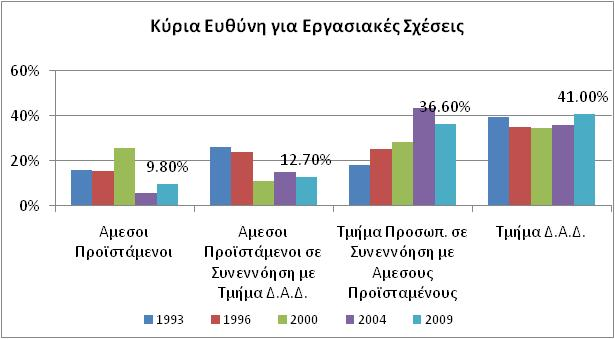 Κύρια Ευθύνη για Εργασιακές Σχέσεις
60%
40%
20%
0%
9.80%
12.70%
36.60%
41.00%
Αμεσοι
Προϊστάμενοι
Αμεσοι
Προϊστάμενοι σε
Συνεννόηση με
Τμήμα Δ.Α.Δ.
Τμήμα Προσωπ. σε
Συνεννόηση με
Αμεσους
Προϊσταμένους
Τμήμα Δ.Α.Δ.
1993 1996 2000 2004 2009